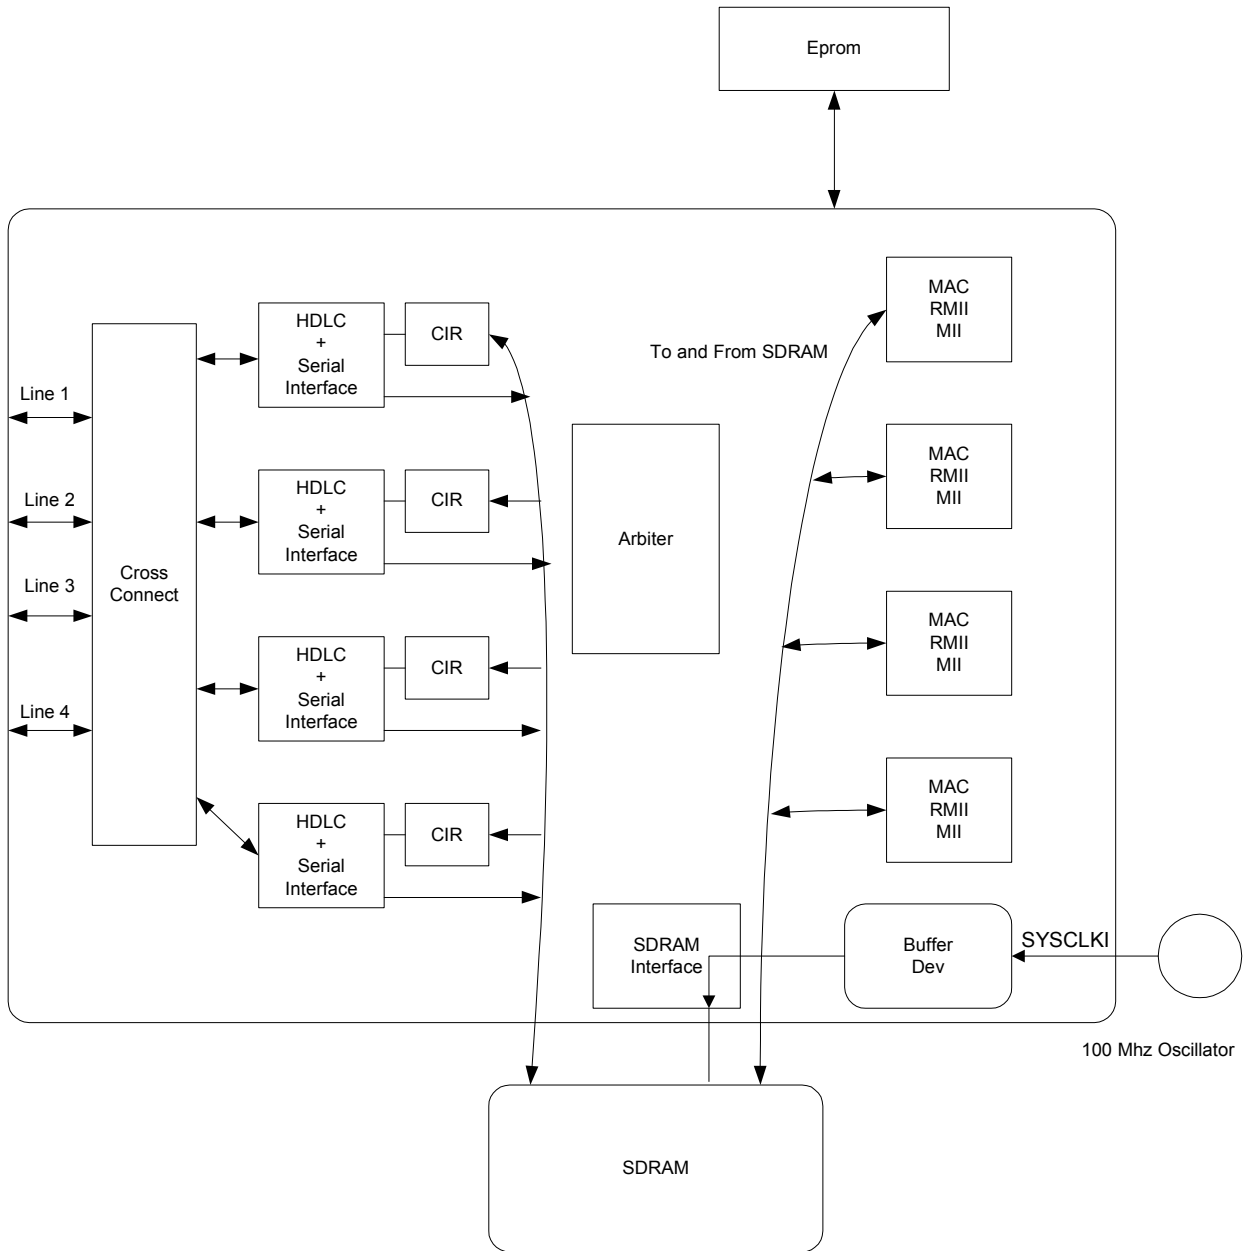 Eprom
MAC
RMII
MII
HDLC
+
Serial
Interface
CIR
To and From SDRAM
Line 1
MAC
RMII
MII
HDLC
+
Serial
Interface
CIR
Line 2
Arbiter
Cross
Connect
Line 3
MAC
RMII
MII
HDLC
+
Serial
Interface
CIR
Line 4
MAC
RMII
MII
HDLC
+
Serial
Interface
CIR
SDRAM
Interface
Buffer
Dev
SYSCLKI
100 Mhz Oscillator
SDRAM